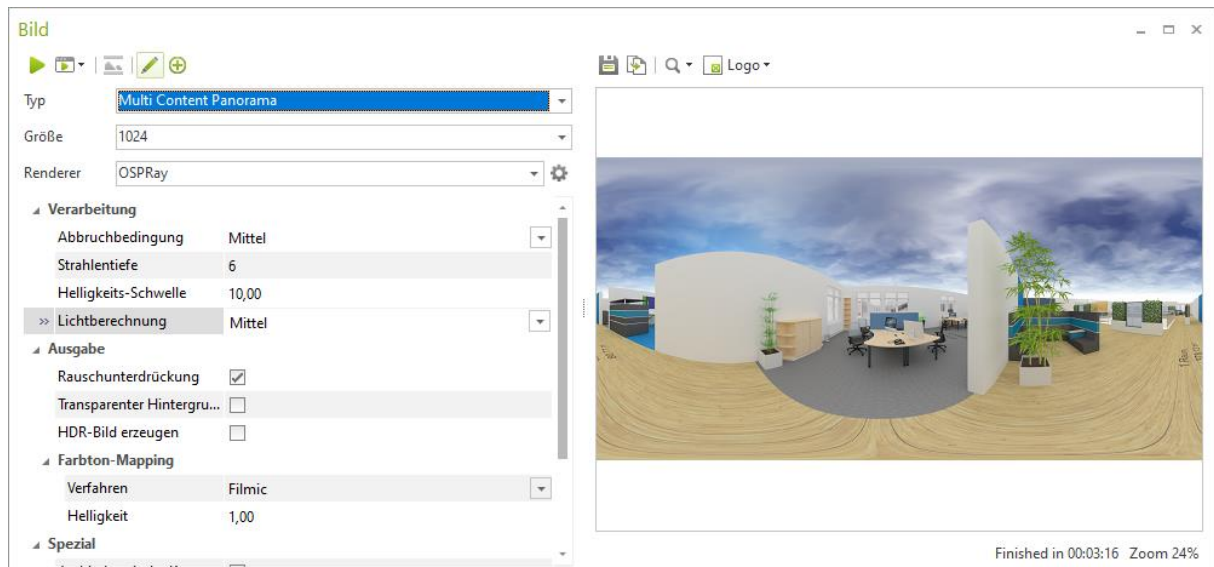 Bild
Logo
Typ Multi Content Panorama
Größe 1024
Renderer OSPRay
Verarbeitung
Abbruchbedingung Mittel
Strahlentiefe 6
Helligkeits-Schwelle 10,00
Lichtberechnung Mittel
Ausgabe
Rauschunterdrückung
Transparenter Hintergru...
HDR-Bild erzeugen
Farbton-Mapping
Verfahren Filmic
Helligkeit 1,00
Spezial
Finished in 00:03:16 Zoom 24%